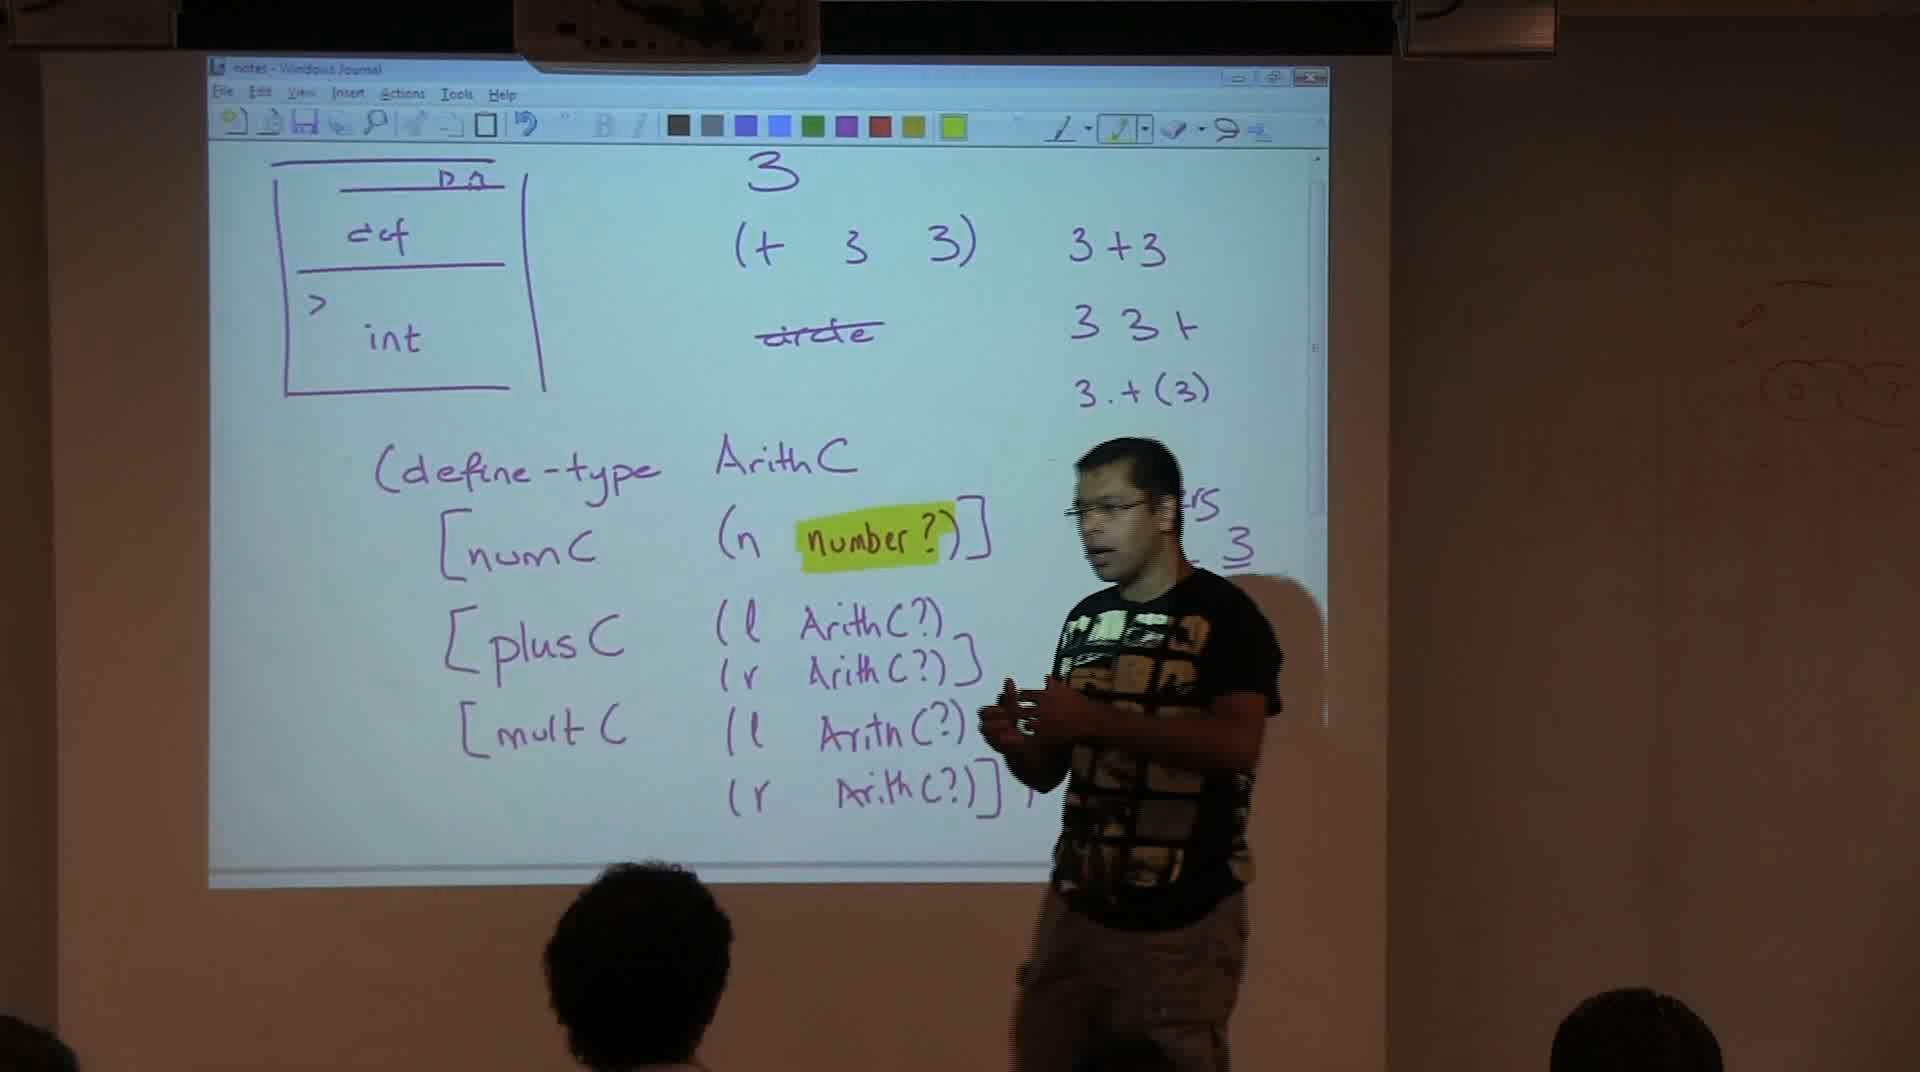 notes - Windows Journal
File Edit View Insert Actions Tools Help
def
>
int
3
(+ 3 3)
circle
3 + 3
3 3 +
3 . + (3)
(define-type ArithC
[numC (n number?)]
[plusC (l ArithC?)
(r ArithC?)]
[multC (l ArithC?)
(r ArithC?)])
3